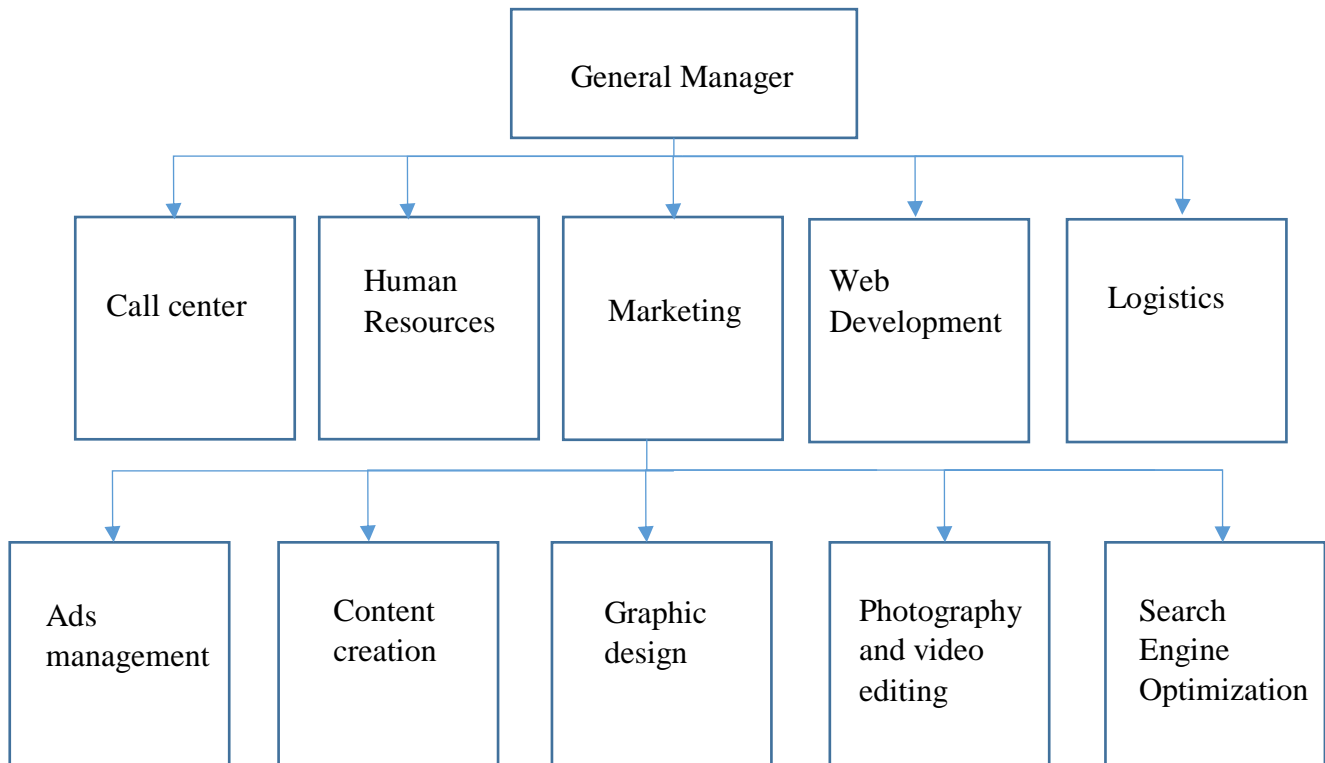 General Manager
Call center
Human
Resources
Marketing
Web
Development
Logistics
Ads
management
Content
creation
Graphic
design
Photography
and video
editing
Search
Engine
Optimization